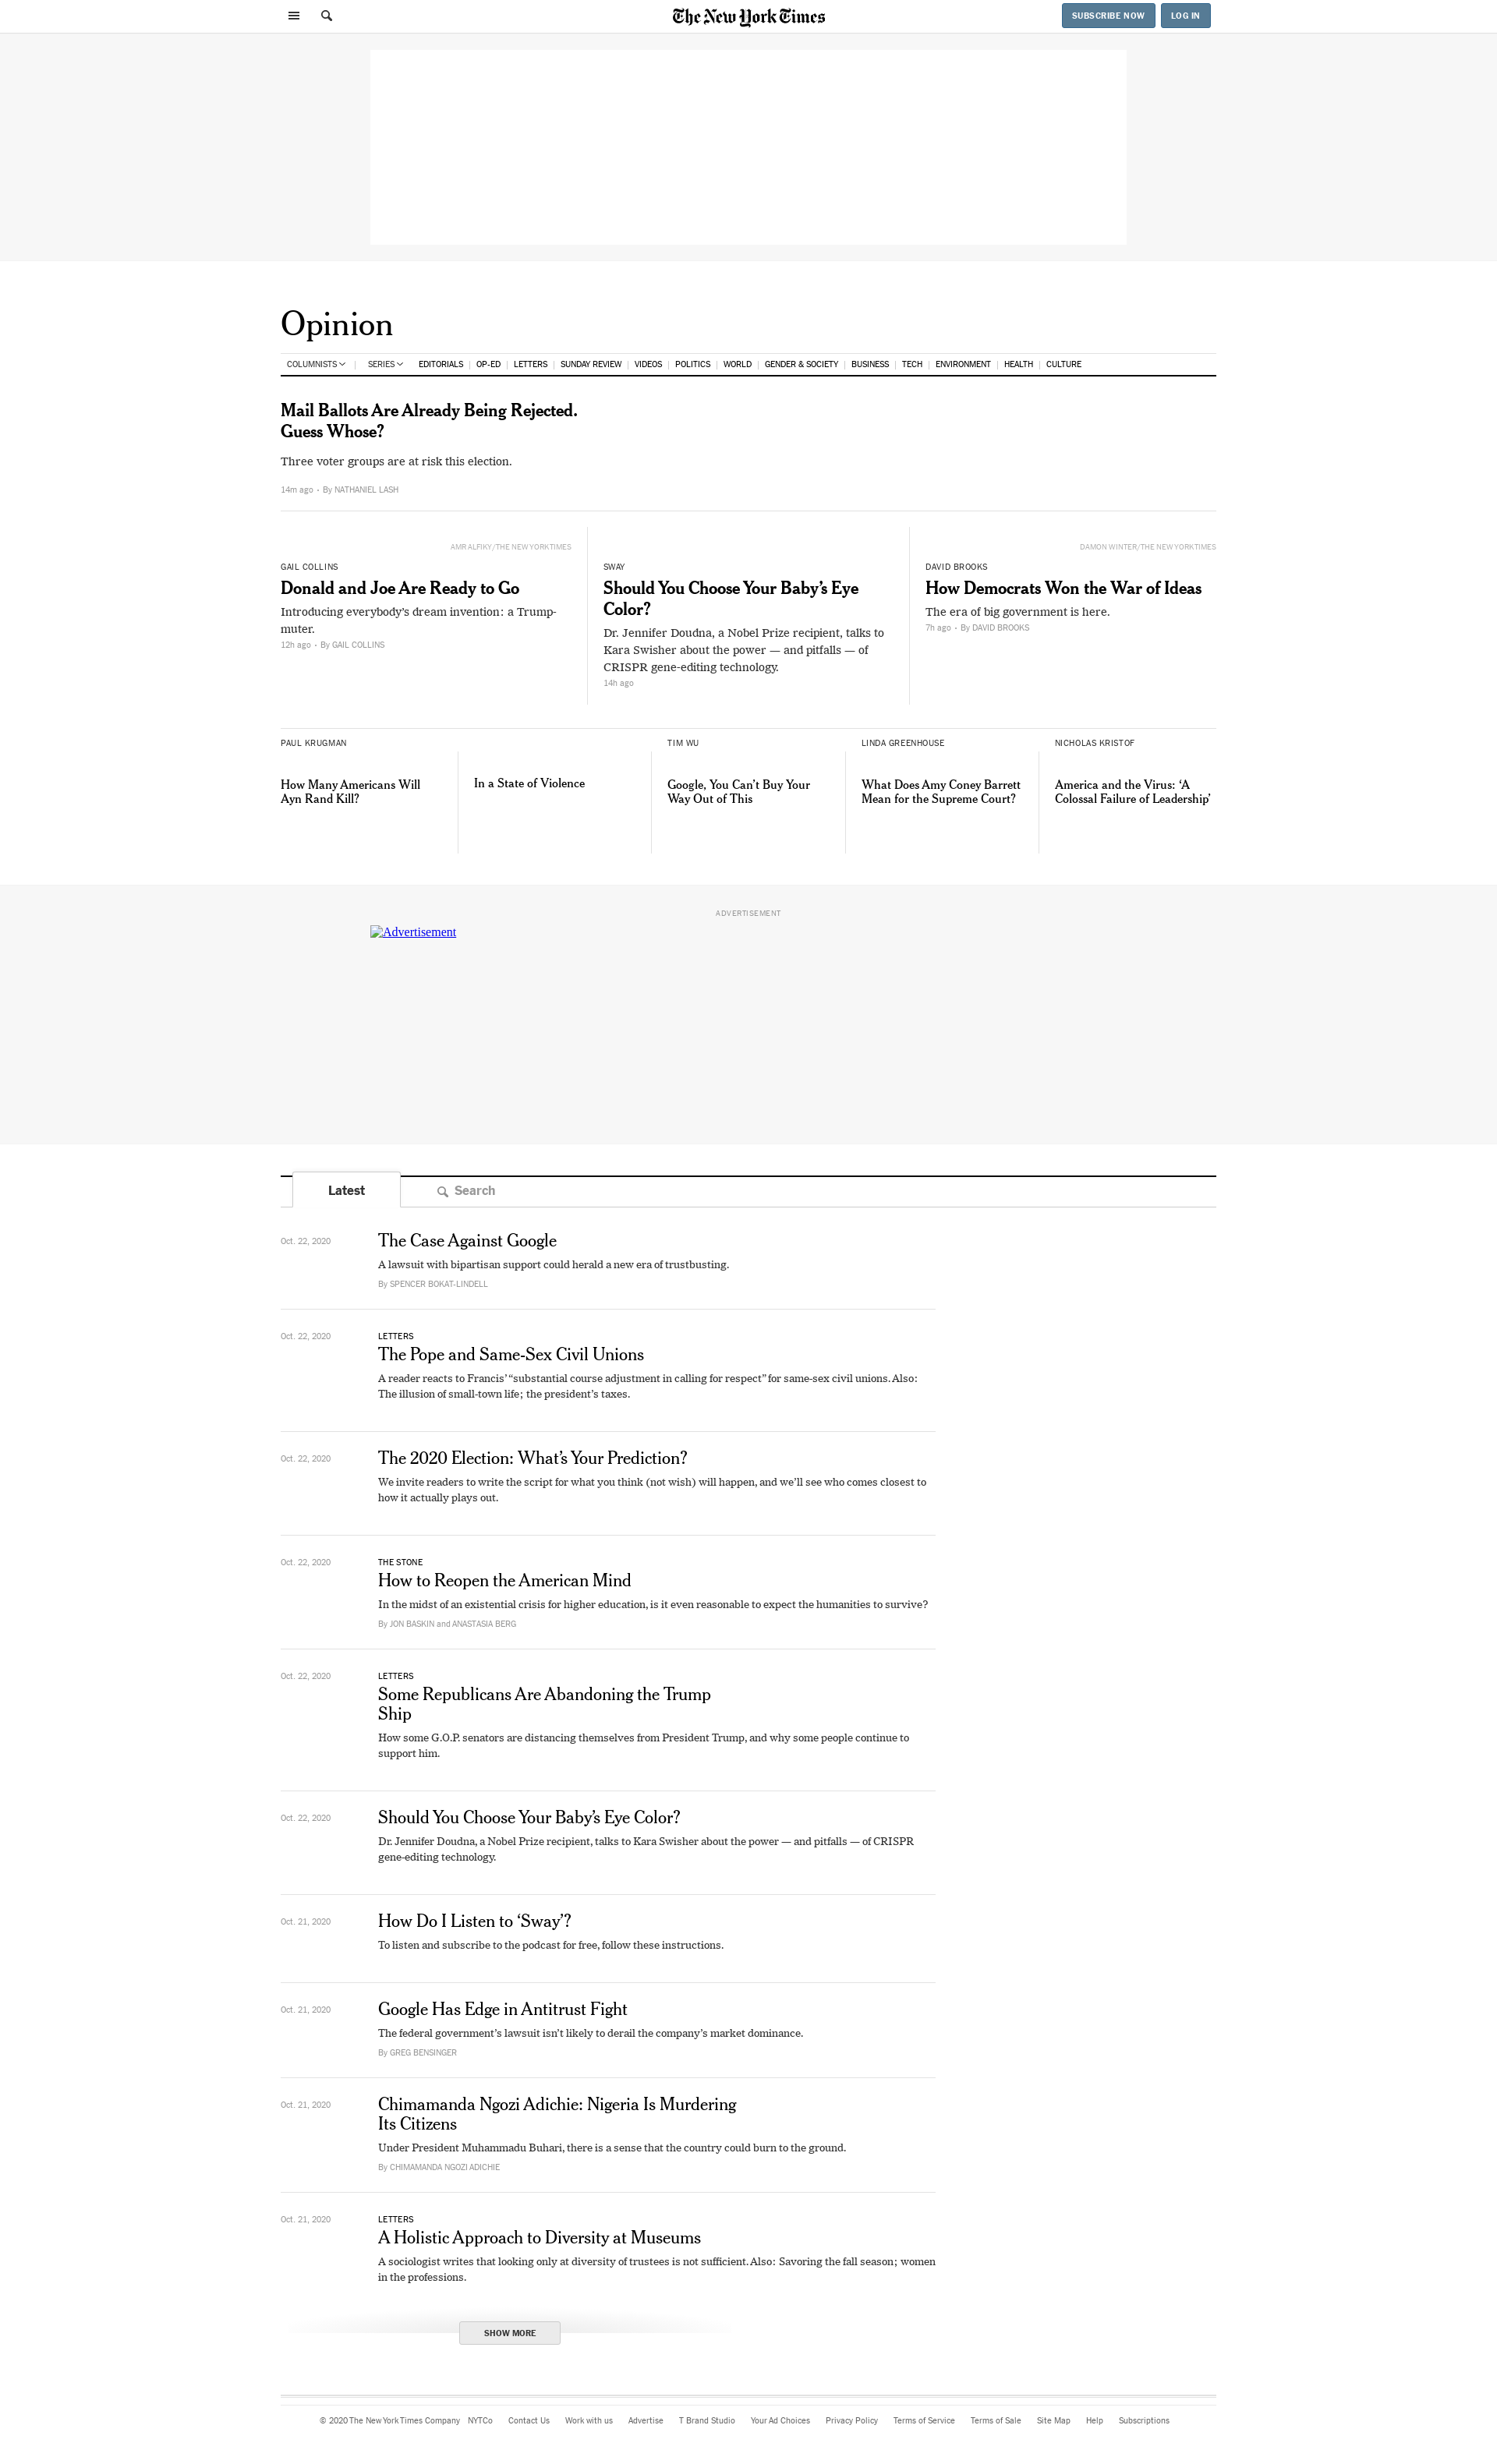 The New York Times
SUBSCRIBE NOW
LOG IN
Opinion
COLUMNISTS | SERIES EDITORIALS | OP-ED | LETTERS | SUNDAY REVIEW | VIDEOS | POLITICS | WORLD | GENDER & SOCIETY | BUSINESS | TECH | ENVIRONMENT | HEALTH | CULTURE
Mail Ballots Are Already Being Rejected.
Guess Whose?
Three voter groups are at risk this election.
14m ago • By NATHANIEL LASH
AMR ALFIKY/THE NEW YORK TIMES
GAIL COLLINS
Donald and Joe Are Ready to Go
Introducing everybody’s dream invention: a Trump-
muter.
12h ago • By GAIL COLLINS
SWAY
Should You Choose Your Baby’s Eye
Color?
Dr. Jennifer Doudna, a Nobel Prize recipient, talks to
Kara Swisher about the power — and pitfalls — of
CRISPR gene-editing technology.
14h ago
DAMON WINTER/THE NEW YORK TIMES
DAVID BROOKS
How Democrats Won the War of Ideas
The era of big government is here.
7h ago • By DAVID BROOKS
PAUL KRUGMAN
How Many Americans Will
Ayn Rand Kill?
In a State of Violence
TIM WU
Google, You Can’t Buy Your
Way Out of This
LINDA GREENHOUSE
What Does Amy Coney Barrett
Mean for the Supreme Court?
NICHOLAS KRISTOF
America and the Virus: ‘A
Colossal Failure of Leadership’
ADVERTISEMENT
Advertisement
Latest
Search
Oct. 22, 2020
The Case Against Google
A lawsuit with bipartisan support could herald a new era of trustbusting.
By SPENCER BOKAT-LINDELL
Oct. 22, 2020
LETTERS
The Pope and Same-Sex Civil Unions
A reader reacts to Francis’ “substantial course adjustment in calling for respect” for same-sex civil unions. Also:
The illusion of small-town life; the president’s taxes.
Oct. 22, 2020
The 2020 Election: What’s Your Prediction?
We invite readers to write the script for what you think (not wish) will happen, and we’ll see who comes closest to
how it actually plays out.
Oct. 22, 2020
THE STONE
How to Reopen the American Mind
In the midst of an existential crisis for higher education, is it even reasonable to expect the humanities to survive?
By JON BASKIN and ANASTASIA BERG
Oct. 22, 2020
LETTERS
Some Republicans Are Abandoning the Trump
Ship
How some G.O.P. senators are distancing themselves from President Trump, and why some people continue to
support him.
Oct. 22, 2020
Should You Choose Your Baby’s Eye Color?
Dr. Jennifer Doudna, a Nobel Prize recipient, talks to Kara Swisher about the power — and pitfalls — of CRISPR
gene-editing technology.
Oct. 21, 2020
How Do I Listen to ‘Sway’?
To listen and subscribe to the podcast for free, follow these instructions.
Oct. 21, 2020
Google Has Edge in Antitrust Fight
The federal government’s lawsuit isn’t likely to derail the company’s market dominance.
By GREG BENSINGER
Oct. 21, 2020
Chimamanda Ngozi Adichie: Nigeria Is Murdering
Its Citizens
Under President Muhammadu Buhari, there is a sense that the country could burn to the ground.
By CHIMAMANDA NGOZI ADICHIE
Oct. 21, 2020
LETTERS
A Holistic Approach to Diversity at Museums
A sociologist writes that looking only at diversity of trustees is not sufficient. Also: Savoring the fall season; women
in the professions.
SHOW MORE
© 2020 The New York Times Company NYTCo Contact Us Work with us Advertise T Brand Studio Your Ad Choices Privacy Policy Terms of Service Terms of Sale Site Map Help Subscriptions